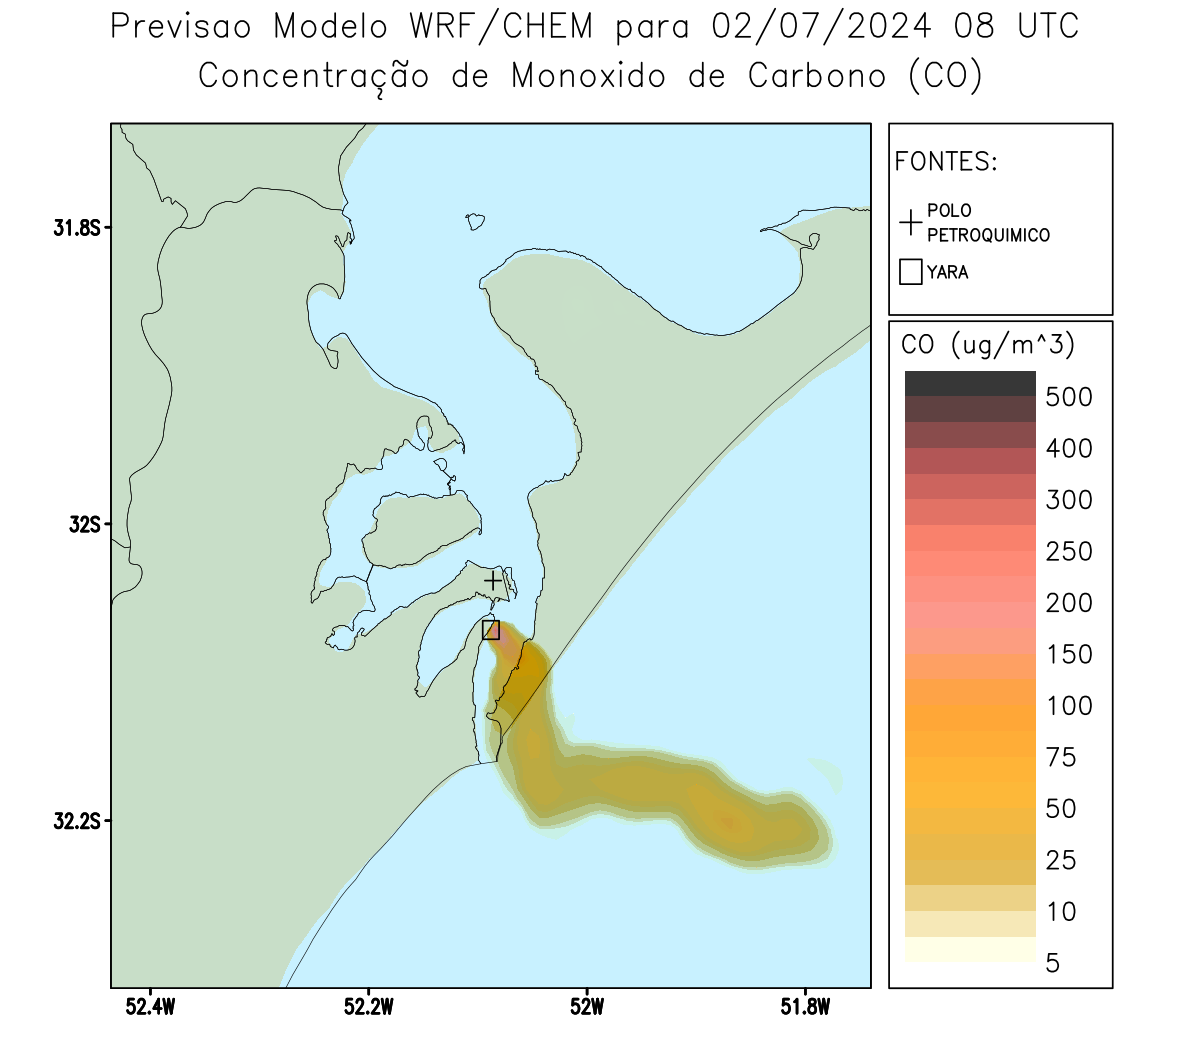 Previsao Modelo WRF/CHEM para 02/07/2024 08 UTC
Concentração de Monoxido de Carbono (CO)
FONTES:
POLO
PETROQUIMICO
YARA
CO (ug/m^3)
500
400
300
250
200
150
100
75
50
25
10
5
31.8S
32S
32.2S
52.4W
52.2W
52W
51.8W